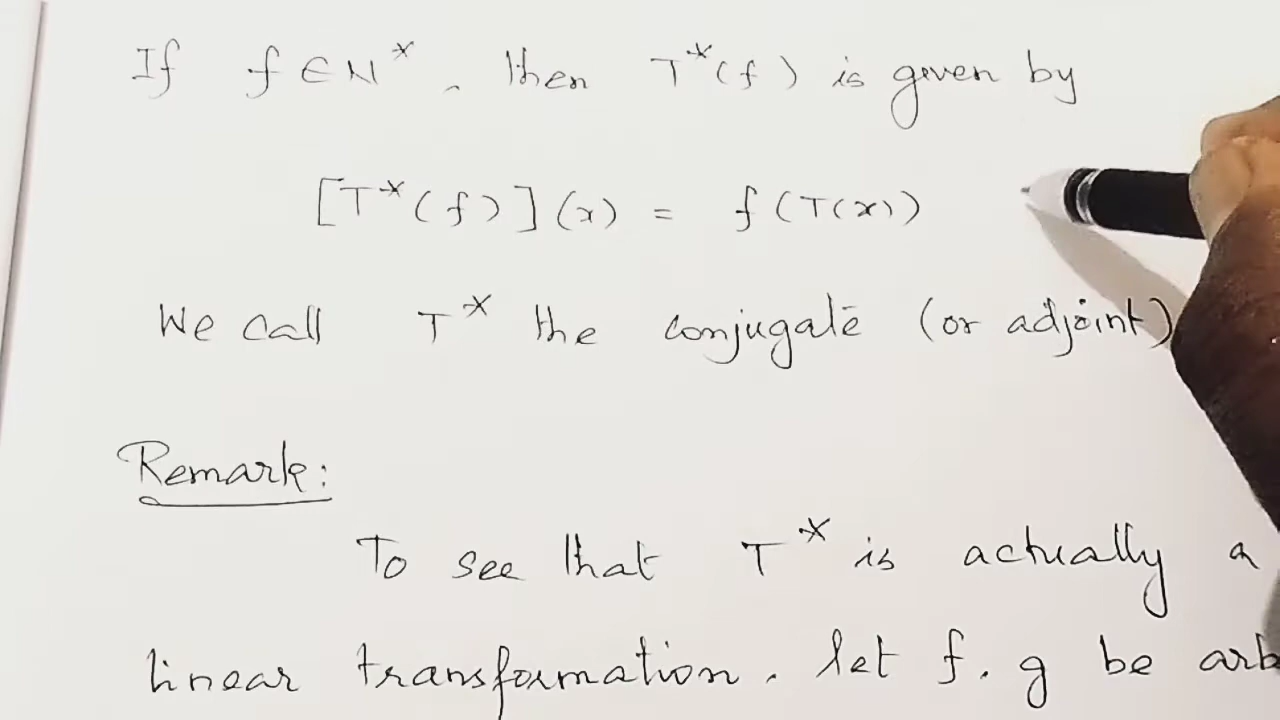 If f ∈ N*, then T*(f) is given by
[T*(f)](x) = f(T(x))
We call T* the conjugate (or adjoint)
Remark:
To see that T* is actually a
linear transformation. let f, g be arb